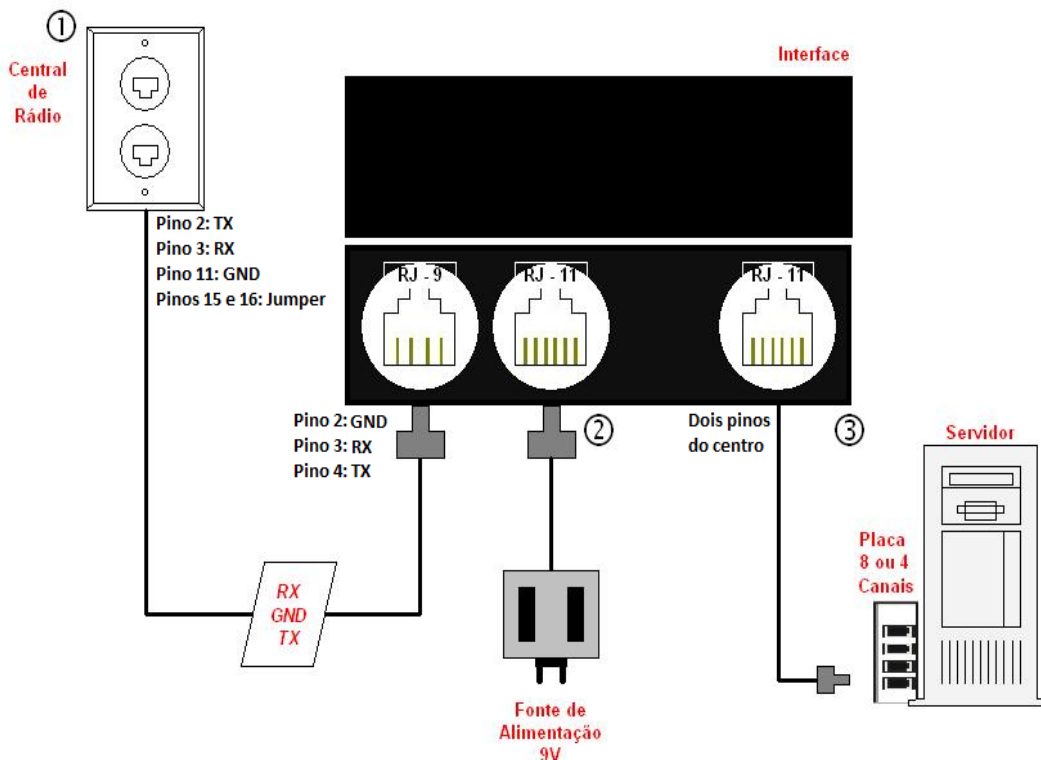 ①
Central
de
Rádio
Pino 2: TX
Pino 3: RX
Pino 11: GND
Pinos 15 e 16: Jumper
Interface
RJ - 9
RJ - 11
RJ - 11
Pino 2: GND
Pino 3: RX
Pino 4: TX
②
Dois pinos
do centro
③
Servidor
Placa
8 ou 4
Canais
RX
GND
TX
Fonte de
Alimentação
9V